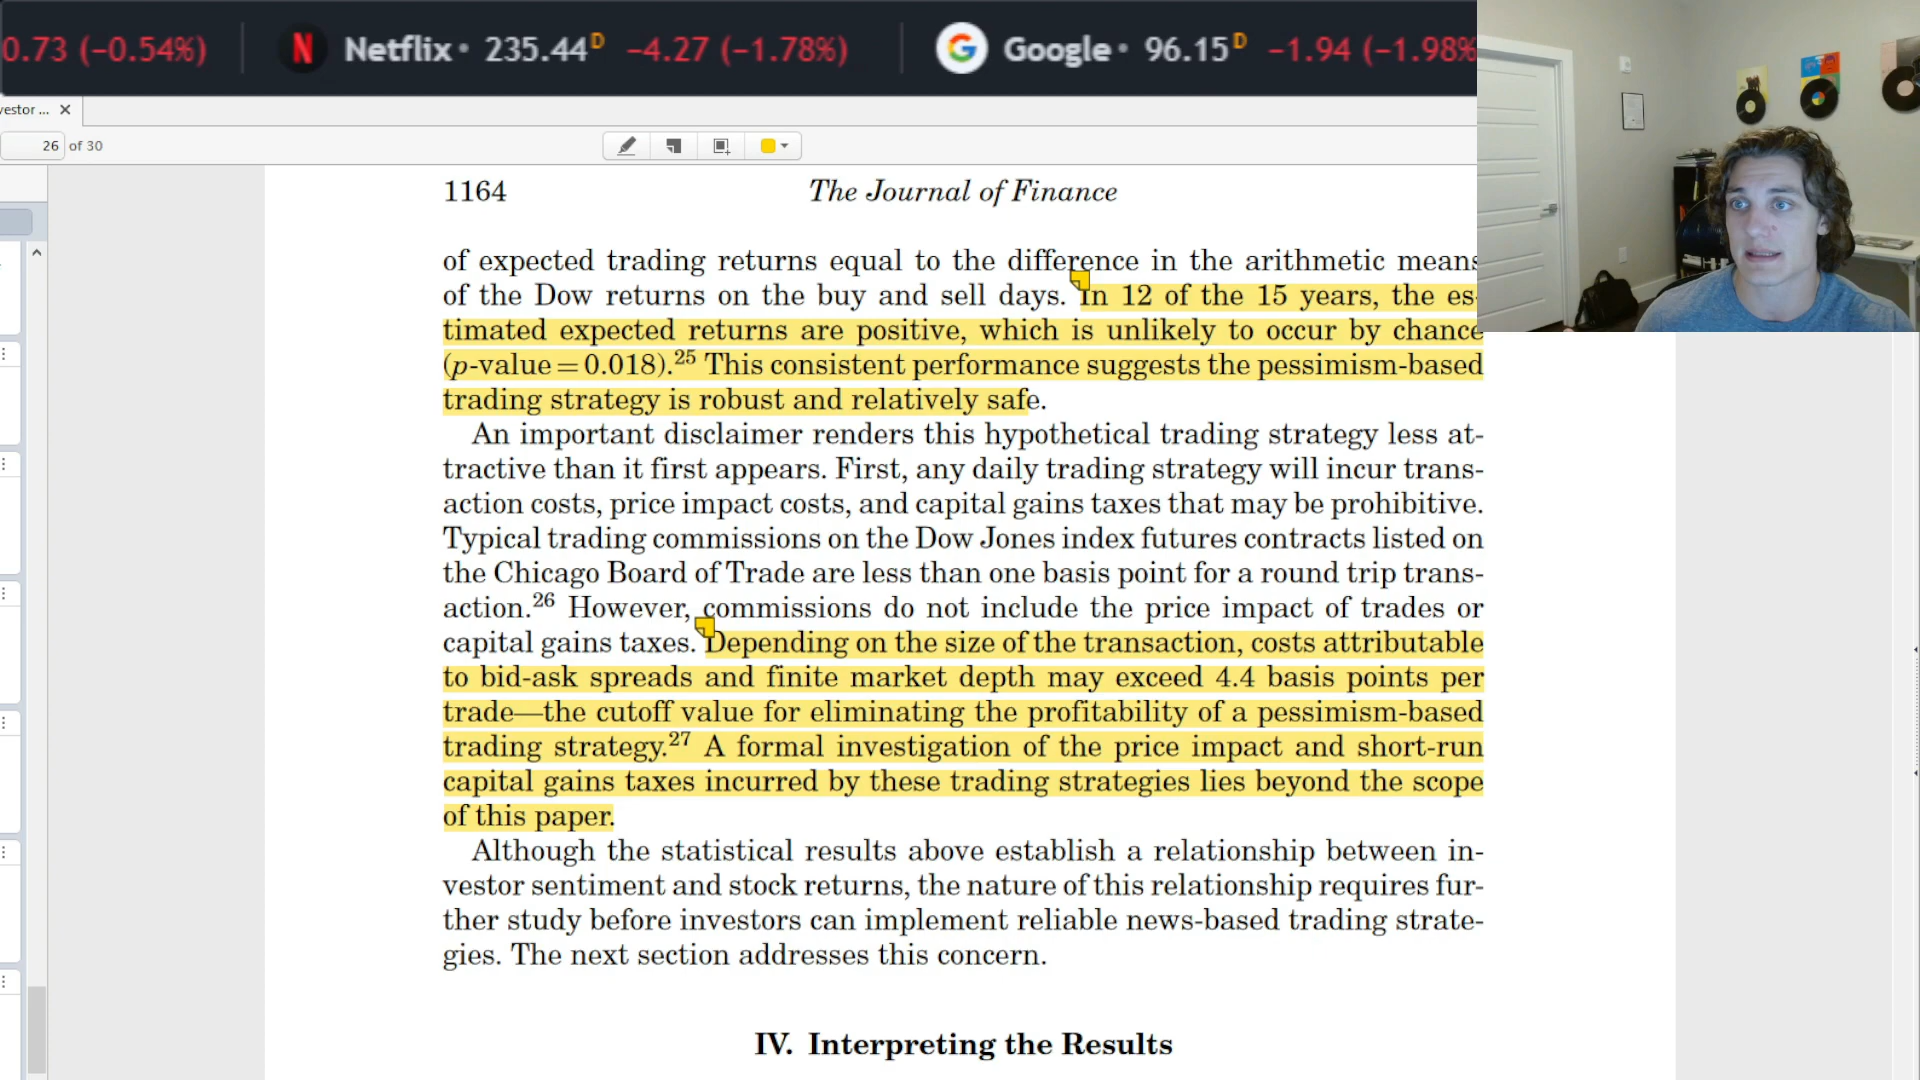 0.73 (−0.54%) Netflix • 235.44 D −4.27 (−1.78%) Google • 96.15 D −1.94 (−1.98%
vestor ...
26 of 30
1164 The Journal of Finance
of expected trading returns equal to the difference in the arithmetic means
of the Dow returns on the buy and sell days. In 12 of the 15 years, the es-
timated expected returns are positive, which is unlikely to occur by chance
(p-value = 0.018).25 This consistent performance suggests the pessimism-based
trading strategy is robust and relatively safe.
An important disclaimer renders this hypothetical trading strategy less at-
tractive than it first appears. First, any daily trading strategy will incur trans-
action costs, price impact costs, and capital gains taxes that may be prohibitive.
Typical trading commissions on the Dow Jones index futures contracts listed on
the Chicago Board of Trade are less than one basis point for a round trip trans-
action.26 However, commissions do not include the price impact of trades or
capital gains taxes. Depending on the size of the transaction, costs attributable
to bid-ask spreads and finite market depth may exceed 4.4 basis points per
trade—the cutoff value for eliminating the profitability of a pessimism-based
trading strategy.27 A formal investigation of the price impact and short-run
capital gains taxes incurred by these trading strategies lies beyond the scope
of this paper.
Although the statistical results above establish a relationship between in-
vestor sentiment and stock returns, the nature of this relationship requires fur-
ther study before investors can implement reliable news-based trading strate-
gies. The next section addresses this concern.
IV. Interpreting the Results